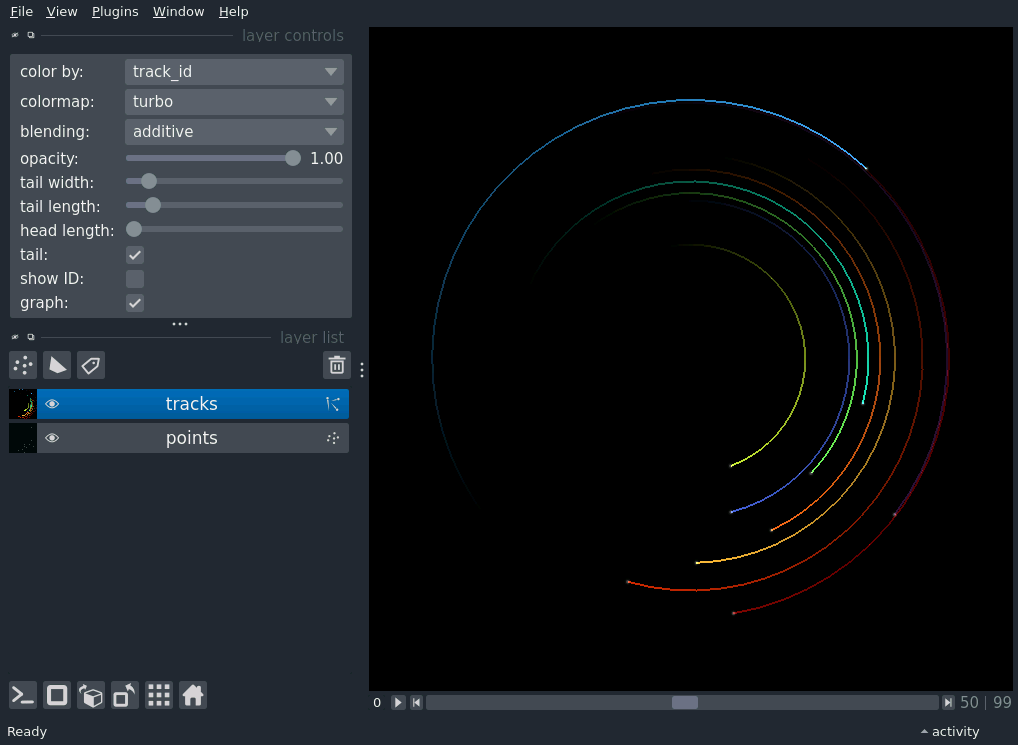 File View Plugins Window Help
layer controls
color by: track_id
colormap: turbo
blending: additive
opacity: 1.00
tail width:
tail length:
head length:
tail:
show ID:
graph:
layer list
tracks
points
0 50 | 99
Ready activity